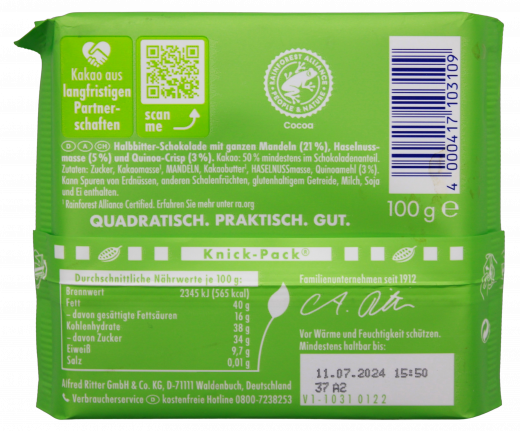 Kakao aus
langfristigen
Partner-
schaften
scan
me
RAINFOREST ALLIANCE
PEOPLE & NATURE
Cocoa
4 000417 103109
D A CH Halbbitter-Schokolade mit ganzen Mandeln (21 %), Haselnuss-
masse (5 %) und Quinoa-Crisp (3 %). Kakao: 50 % mindestens im Schokoladenanteil.
Zutaten: Zucker, Kakaomasse¹, MANDELN, Kakaobutter¹, HASELNUSSmasse, Quinoamehl (3%).
Kann Spuren von Erdnüssen, anderen Schalenfrüchten, glutenhaltigem Getreide, Milch, Soja
und Ei enthalten.
¹ Rainforest Alliance Certified. Erfahren Sie mehr unter ra.org
100 g e
QUADRATISCH. PRAKTISCH. GUT.
Knick-Pack®
Durchschnittliche Nährwerte je 100 g:
Brennwert 2345 kJ (565 kcal)
Fett 40 g
- davon gesättigte Fettsäuren 16 g
Kohlenhydrate 38 g
- davon Zucker 34 g
Eiweiß 9,7 g
Salz 0,01 g
Alfred Ritter GmbH & Co. KG, D-71111 Waldenbuch, Deutschland
Verbraucherservice D kostenfreie Hotline 0800-7238253
Familienunternehmen seit 1912
Vor Wärme und Feuchtigkeit schützen.
Mindestens haltbar bis:
11.07.2024 15:50
37 A2
V1-1031 0122